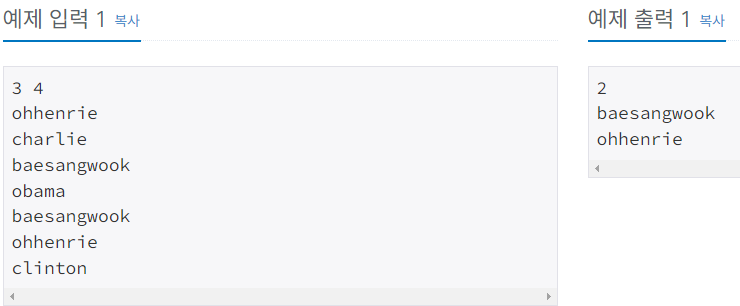 예제 입력 1 복사
3 4
ohhenrie
charlie
baesangwook
obama
baesangwook
ohhenrie
clinton
예제 출력 1 복사
2
baesangwook
ohhenrie